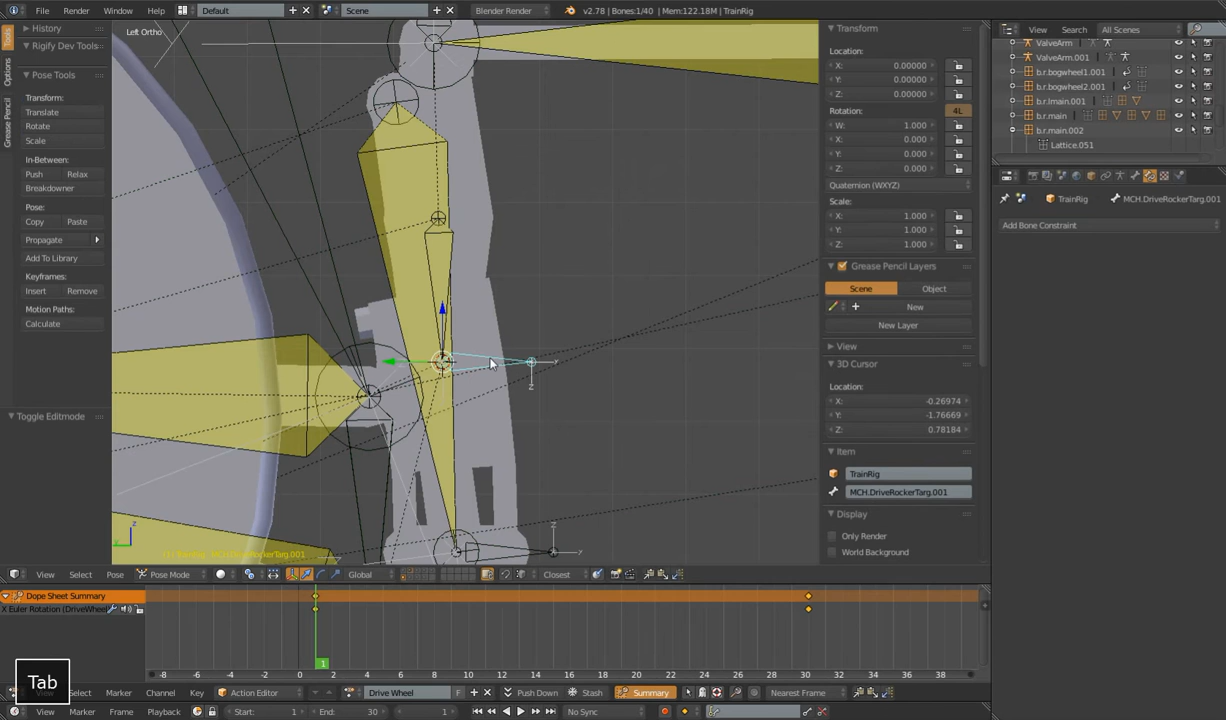 File Render Window Help Default Scene Blender Render v2.78 | Bones:1/40 | Mem:122.18M | TrainRig
Tools
Options
Grease Pencil
History
Rigify Dev Tools
Pose Tools
Transform:
Translate
Rotate
Scale
In-Between:
Push Relax
Breakdowner
Pose:
Copy Paste
Propagate
Add To Library
Keyframes:
Insert Remove
Motion Paths:
Calculate
Toggle Editmode
Left Ortho
(1) TrainRig : MCH.DriveRockerTarg.001
Transform
Location:
X: 0.00000
Y: 0.00000
Z: 0.00000
Rotation: 4L
W: 1.000
X: 0.000
Y: 0.000
Z: 0.000
Quaternion (WXYZ)
Scale:
X: 1.000
Y: 1.000
Z: 1.000
Grease Pencil Layers
Scene Object
New
New Layer
View
3D Cursor
Location:
X: -0.26974
Y: -1.76669
Z: 0.78184
Item
TrainRig
MCH.DriveRockerTarg.001
Display
Only Render
World Background
View Search All Scenes
ValveArm
ValveArm.001
b.r.bogwheel1.001
b.r.bogwheel2.001
b.r.lmain.001
b.r.main
b.r.main.002
Lattice.051
TrainRig MCH.DriveRockerTarg.001
Add Bone Constraint
View Select Pose Pose Mode Global Closest
Dope Sheet Summary
X Euler Rotation (DriveWheel
-8 -6 -4 -2 0 1 2 4 6 8 10 12 14 16 18 20 22 24 26 28 30 32 34 36 38
Tab
Select Marker Channel Key Action Editor Drive Wheel F Push Down Stash Summary Nearest Frame
View Marker Frame Playback Start: 1 End: 30 1 No Sync